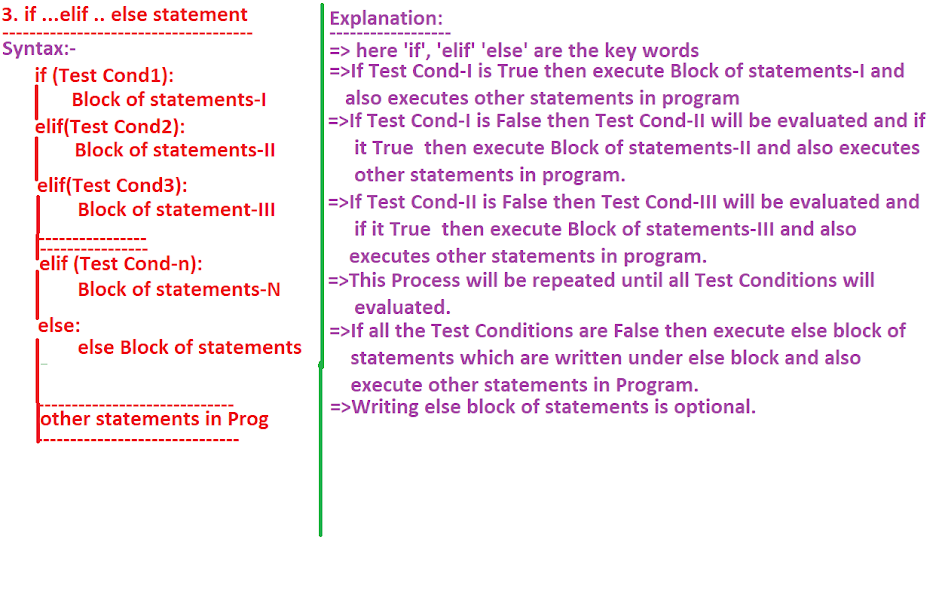 3. if ...elif .. else statement
-------------------------------------
Syntax:-
if (Test Cond1):
Block of statements-I
elif(Test Cond2):
Block of statements-II
elif(Test Cond3):
Block of statement-III
----------------
----------------
elif (Test Cond-n):
Block of statements-N
else:
else Block of statements
-----------------------------
other statements in Prog
-----------------------------
Explanation:
-----------------
=> here 'if', 'elif' 'else' are the key words
=>If Test Cond-I is True then execute Block of statements-I and
also executes other statements in program
=>If Test Cond-I is False then Test Cond-II will be evaluated and if
it True then execute Block of statements-II and also executes
other statements in program.
=>If Test Cond-II is False then Test Cond-III will be evaluated and
if it True then execute Block of statements-III and also
executes other statements in program.
=>This Process will be repeated until all Test Conditions will
evaluated.
=>If all the Test Conditions are False then execute else block of
statements which are written under else block and also
execute other statements in Program.
=>Writing else block of statements is optional.